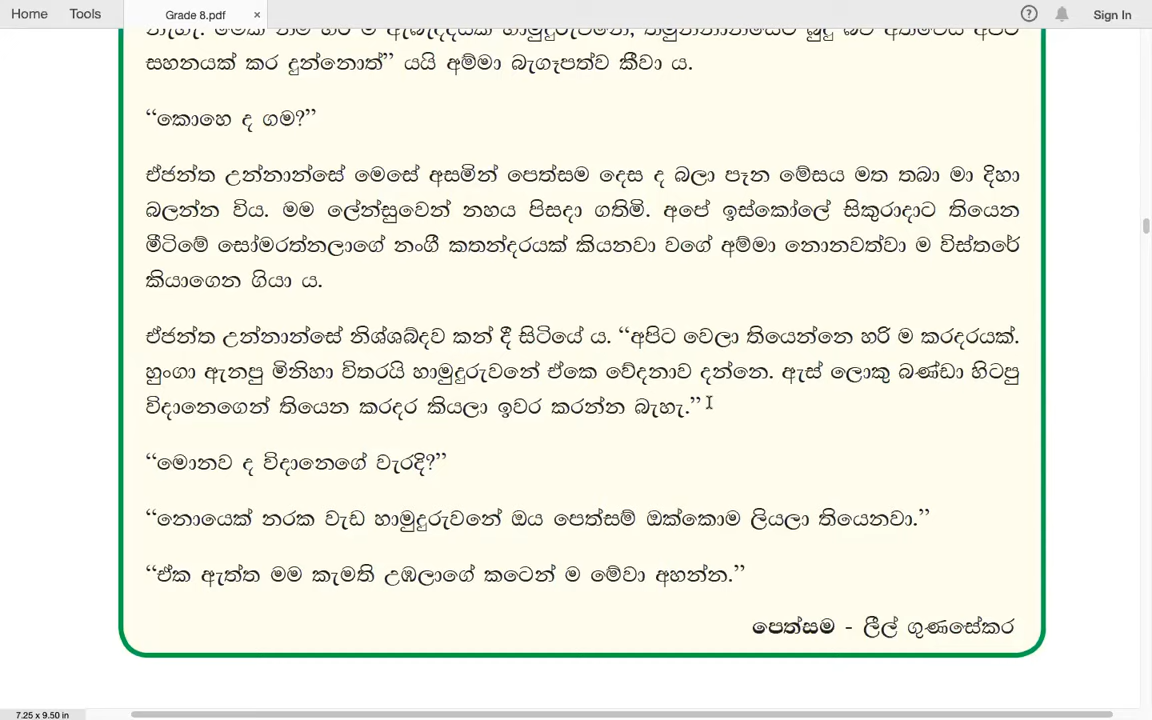 Home Tools Grade 8.pdf × Sign In
සහනයක් කර දුන්නොත්” යයි අම්මා බැගෑපත්ව කීවා ය.
“කොහෙ ද ගම?”
ඒජන්ත උන්නාන්සේ මෙසේ අසමින් පෙත්සම දෙස ද බලා පෑන මේසය මත තබා මා දිහා
බලන්න විය. මම ලේන්සුවෙන් නහය පිසදා ගතිමි. අපේ ඉස්කෝලේ සිකුරාදාට තියෙන
මීටිමේ සෝමරත්නලාගේ නංගී කතන්දරයක් කියනවා වගේ අම්මා නොනවත්වා ම විස්තරේ
කියාගෙන ගියා ය.
ඒජන්ත උන්නාන්සේ නිශ්ශබ්දව කන් දී සිටියේ ය. “අපිට වෙලා තියෙන්නෙ හරි ම කරදරයක්.
හුංගා ඇනපු මිනිහා විතරයි හාමුදුරුවනේ ඒකෙ වේදනාව දන්නෙ. ඇස් ලොකු බණ්ඩා හිටපු
විදානෙගෙන් තියෙන කරදර කියලා ඉවර කරන්න බැහැ.”
“මොනව ද විදානෙගේ වැරදි?”
“නොයෙක් නරක වැඩ හාමුදුරුවනේ ඔය පෙත්සම් ඔක්කොම ලියලා තියෙනවා.”
“ඒක ඇත්ත මම කැමති උඹලාගේ කටෙන් ම මේවා අහන්න.”
පෙත්සම - ලීල් ගුණසේකර
7.25 x 9.50 in